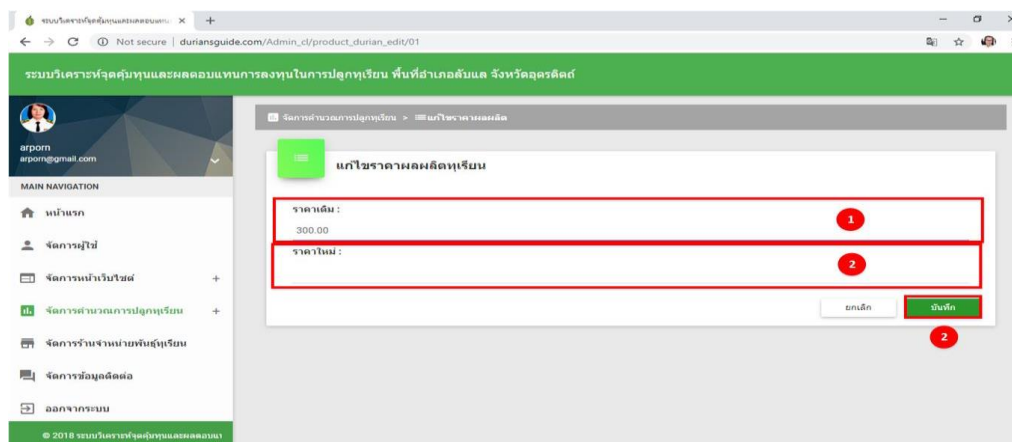 ระบบวิเคราะห์จุดคุ้มทุนและผลตอบแทน
Not secure | duriansguide.com/Admin_cl/product_durian_edit/01
ระบบวิเคราะห์จุดคุ้มทุนและผลตอบแทนการลงทุนในการปลูกทุเรียน พื้นที่อำเภอลับแล จังหวัดอุตรดิตถ์
arporn
arporn@gmail.com
MAIN NAVIGATION
หน้าแรก
จัดการผู้ใช้
จัดการหน้าเว็บไซต์ +
จัดการคำนวณการปลูกทุเรียน +
จัดการร้านจำหน่ายพันธุ์ทุเรียน
จัดการข้อมูลติดต่อ
ออกจากระบบ
© 2018 ระบบวิเคราะห์จุดคุ้มทุนและผลตอบแ
จัดการคำนวณการปลูกทุเรียน > แก้ไขราคาผลผลิต
แก้ไขราคาผลผลิตทุเรียน
ราคาเดิม :
300.00
1
ราคาใหม่ :
2
ยกเลิก บันทึก
2